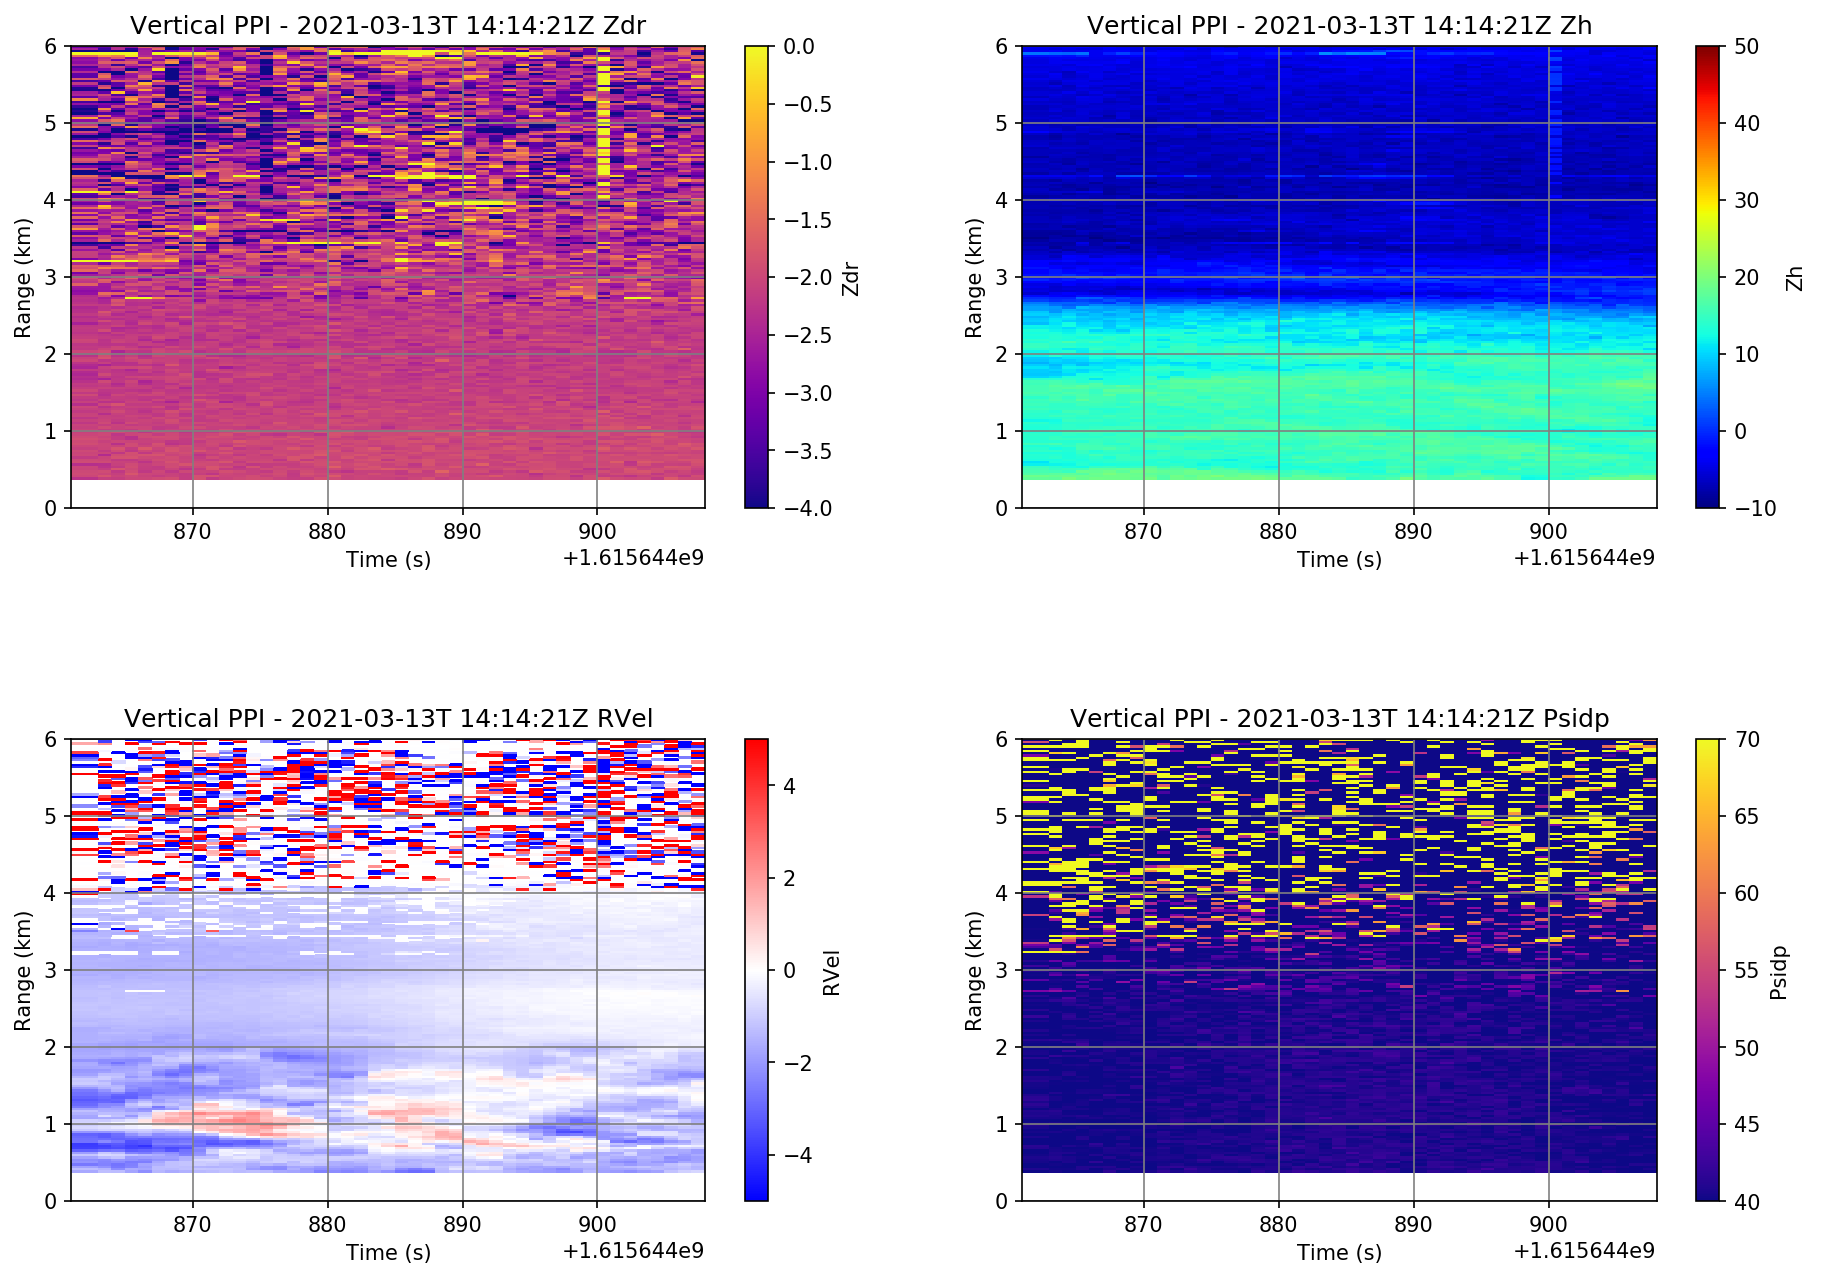 Vertical PPI - 2021-03-13T 14:14:21Z Zdr
6
5
4
3
2
1
0
Range (km)
870 880 890 900
Time (s)
+1.615644e9
0.0
−0.5
−1.0
−1.5
−2.0
−2.5
−3.0
−3.5
−4.0
Zdr
Vertical PPI - 2021-03-13T 14:14:21Z Zh
6
5
4
3
2
1
0
Range (km)
870 880 890 900
Time (s)
+1.615644e9
50
40
30
20
10
0
−10
Zh
Vertical PPI - 2021-03-13T 14:14:21Z RVel
6
5
4
3
2
1
0
Range (km)
870 880 890 900
Time (s)
+1.615644e9
4
2
0
−2
−4
RVel
Vertical PPI - 2021-03-13T 14:14:21Z Psidp
6
5
4
3
2
1
0
Range (km)
870 880 890 900
Time (s)
+1.615644e9
70
65
60
55
50
45
40
Psidp